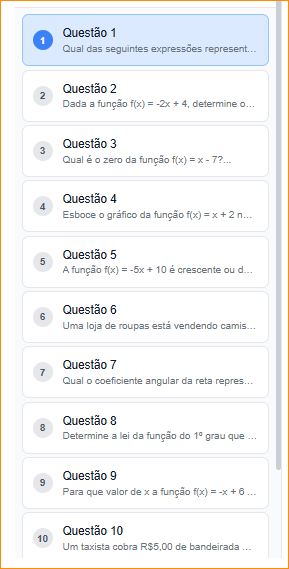 1
Questão 1
Qual das seguintes expressões represent...
2
Questão 2
Dada a função f(x) = -2x + 4, determine o...
3
Questão 3
Qual é o zero da função f(x) = x - 7?...
4
Questão 4
Esboce o gráfico da função f(x) = x + 2 n...
5
Questão 5
A função f(x) = -5x + 10 é crescente ou d...
6
Questão 6
Uma loja de roupas está vendendo camis...
7
Questão 7
Qual o coeficiente angular da reta repres...
8
Questão 8
Determine a lei da função do 1º grau que ...
9
Questão 9
Para que valor de x a função f(x) = -x + 6 ...
10
Questão 10
Um taxista cobra R$5,00 de bandeirada ...